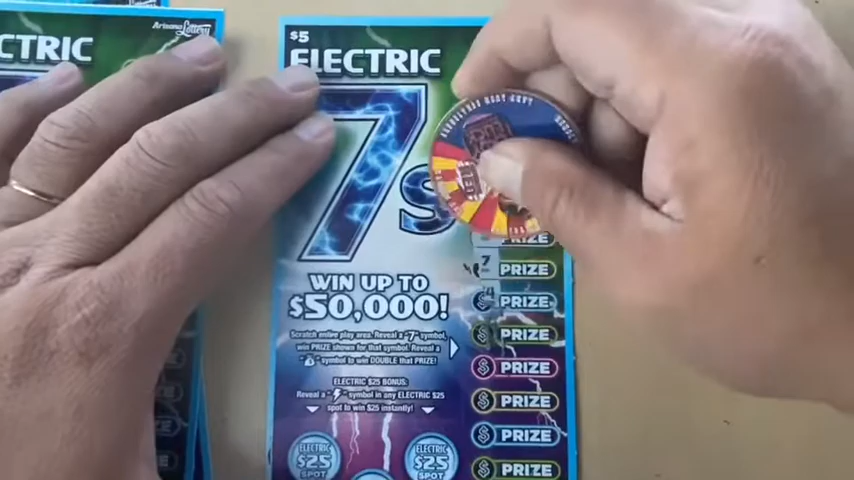 Arizona Lottery
ECTRIC
$5
ELECTRIC
7
S
7
PRIZE
4
PRIZE
WIN UP TO
$50,000!
Scratch entire play area. Reveal a "7" symbol,
win PRIZE shown for that symbol. Reveal a
symbol to win DOUBLE that PRIZE!
ELECTRIC $25 BONUS:
Reveal a symbol in any ELECTRIC $25
spot to win $25 instantly!
PRIZE
PRIZE
PRIZE
PRIZE
PRIZE
PRIZE
ELECTRIC
$25
SPOT
ELECTRIC
$25
SPOT